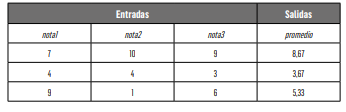 Entradas Salidas
nota1 nota2 nota3 promedio
7 10 9 8,67
4 4 3 3,67
9 1 6 5,33